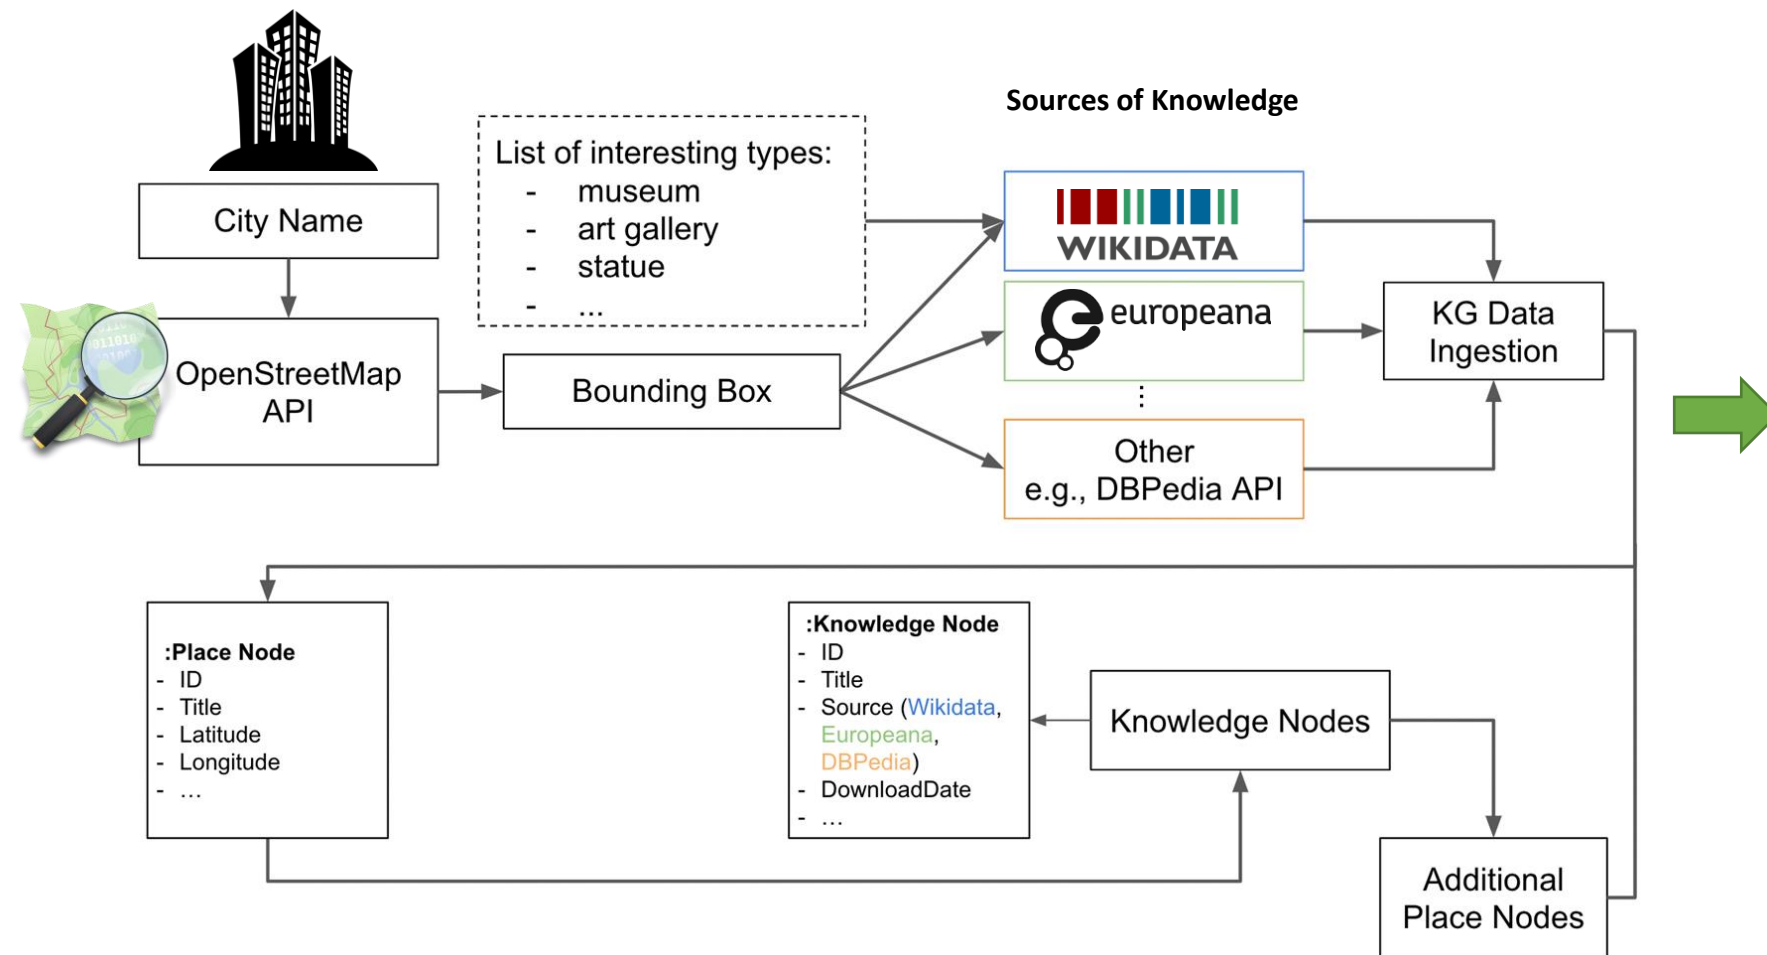 Sources of Knowledge
City Name
List of interesting types:
- museum
- art gallery
- statue
- ...
WIKIDATA
europeana
KG Data
Ingestion
OpenStreetMap
API
Bounding Box
Other
e.g., DBPedia API
:Place Node
- ID
- Title
- Latitude
- Longitude
- ...
:Knowledge Node
- ID
- Title
- Source (Wikidata,
Europeana,
DBPedia)
- DownloadDate
- ...
Knowledge Nodes
Additional
Place Nodes